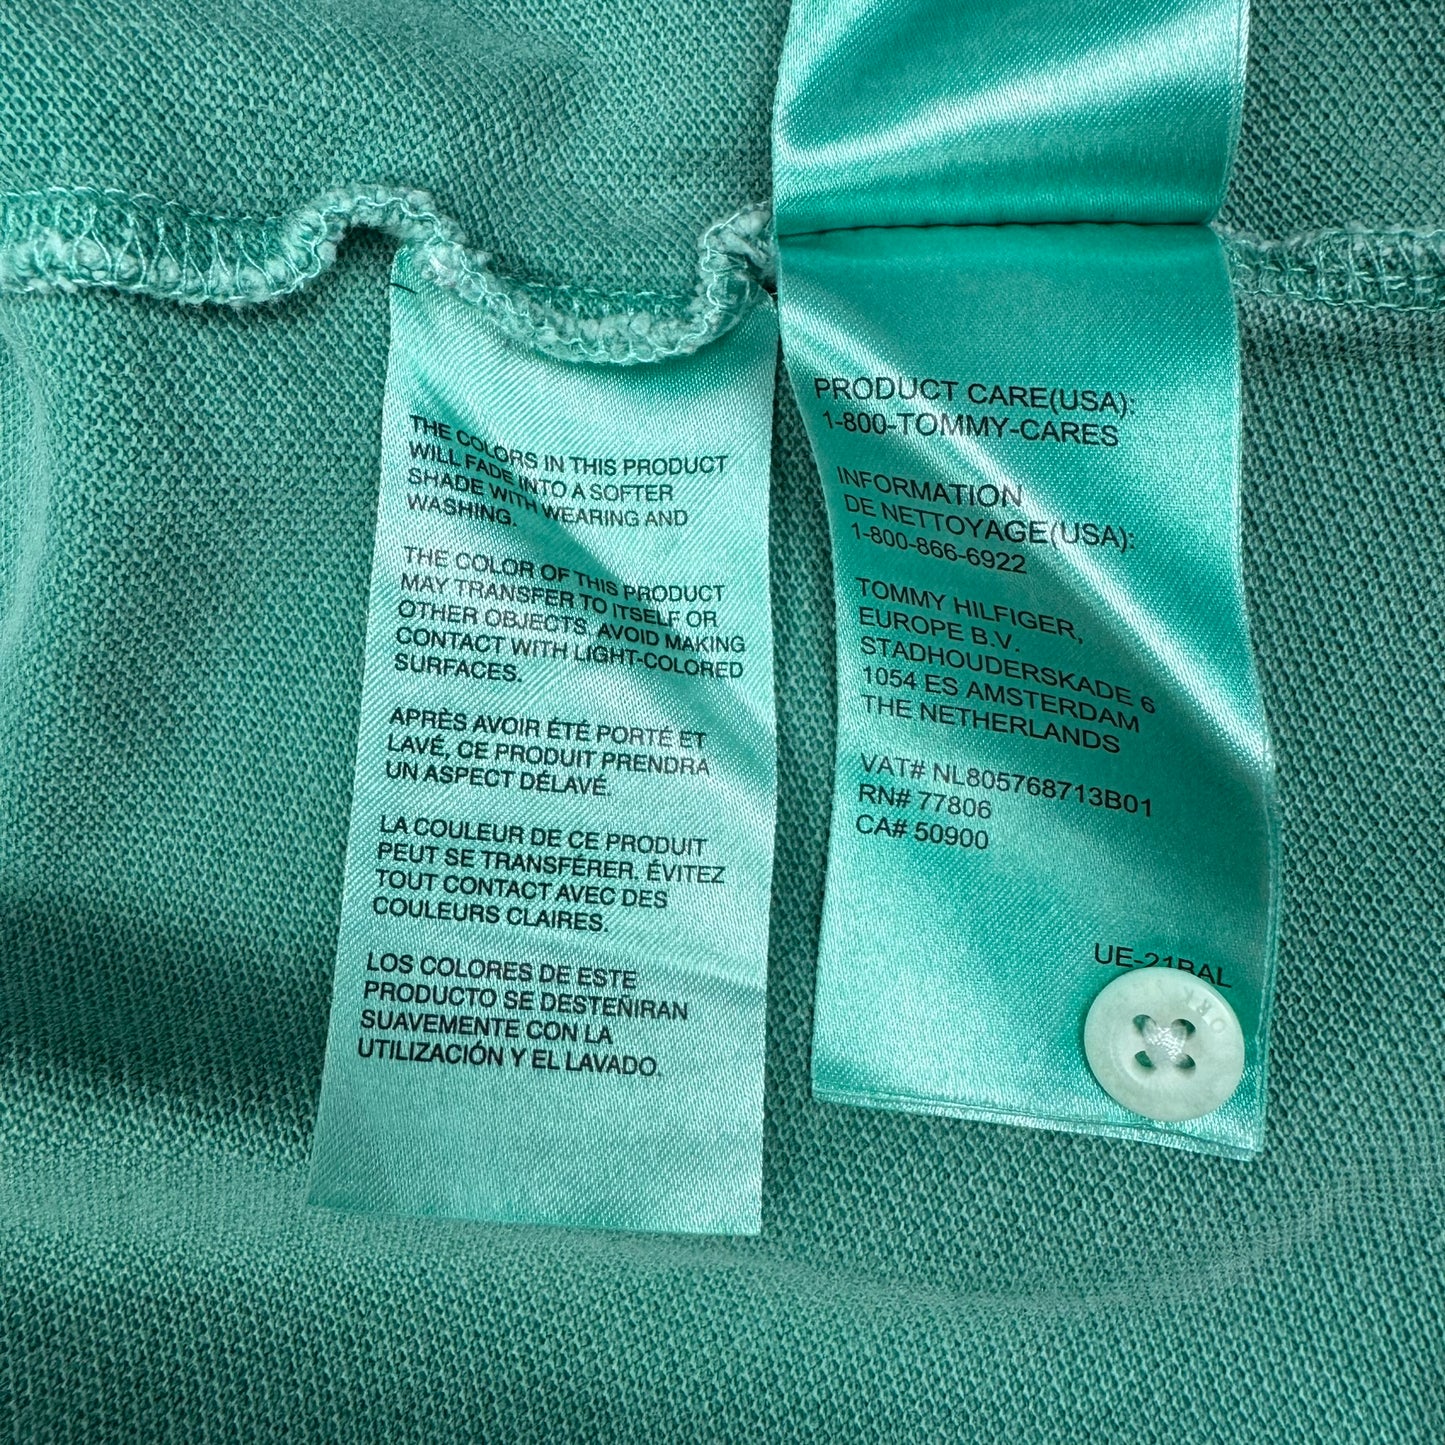 THE COLORS IN THIS PRODUCT
WILL FADE INTO A SOFTER
SHADE WITH WEARING AND
WASHING.
THE COLOR OF THIS PRODUCT
MAY TRANSFER TO ITSELF OR
OTHER OBJECTS, AVOID MAKING
CONTACT WITH LIGHT-COLORED
SURFACES.
APRÈS AVOIR ÉTÉ PORTÉ ET
LAVÉ, CE PRODUIT PRENDRA
UN ASPECT DÉLAVÉ.
LA COULEUR DE CE PRODUIT
PEUT SE TRANSFÉRER. ÉVITEZ
TOUT CONTACT AVEC DES
COULEURS CLAIRES.
LOS COLORES DE ESTE
PRODUCTO SE DESTEÑIRAN
SUAVEMENTE CON LA
UTILIZACIÓN Y EL LAVADO.
PRODUCT CARE(USA):
1-800-TOMMY-CARES
INFORMATION
DE NETTOYAGE(USA):
1-800-866-6922
TOMMY HILFIGER,
EUROPE B.V.
STADHOUDERSKADE 6
1054 ES AMSTERDAM
THE NETHERLANDS
VAT# NL805768713B01
RN# 77806
CA# 50900
UE-21BAL